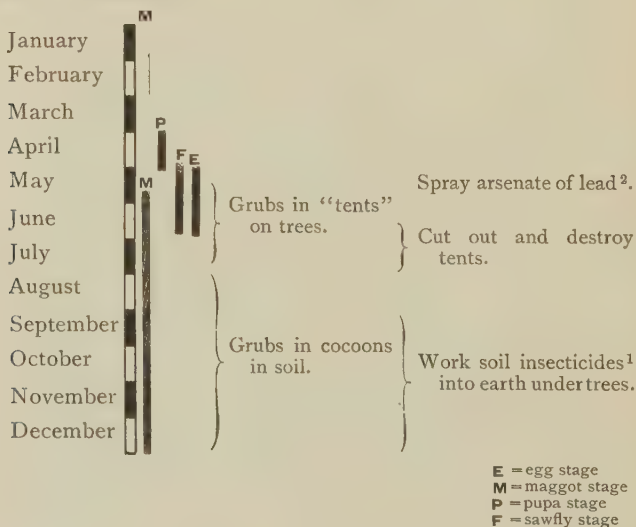 M
January
February
March
P
April
F E
May
M
Spray arsenate of lead².
Grubs in “tents”
on trees.
June
Cut out and destroy
tents.
July
August
September
Grubs in cocoons
in soil.
October
Work soil insecticides¹
into earth under trees.
November
December
E = egg stage
M = maggot stage
P = pupa stage
F = sawfly stage